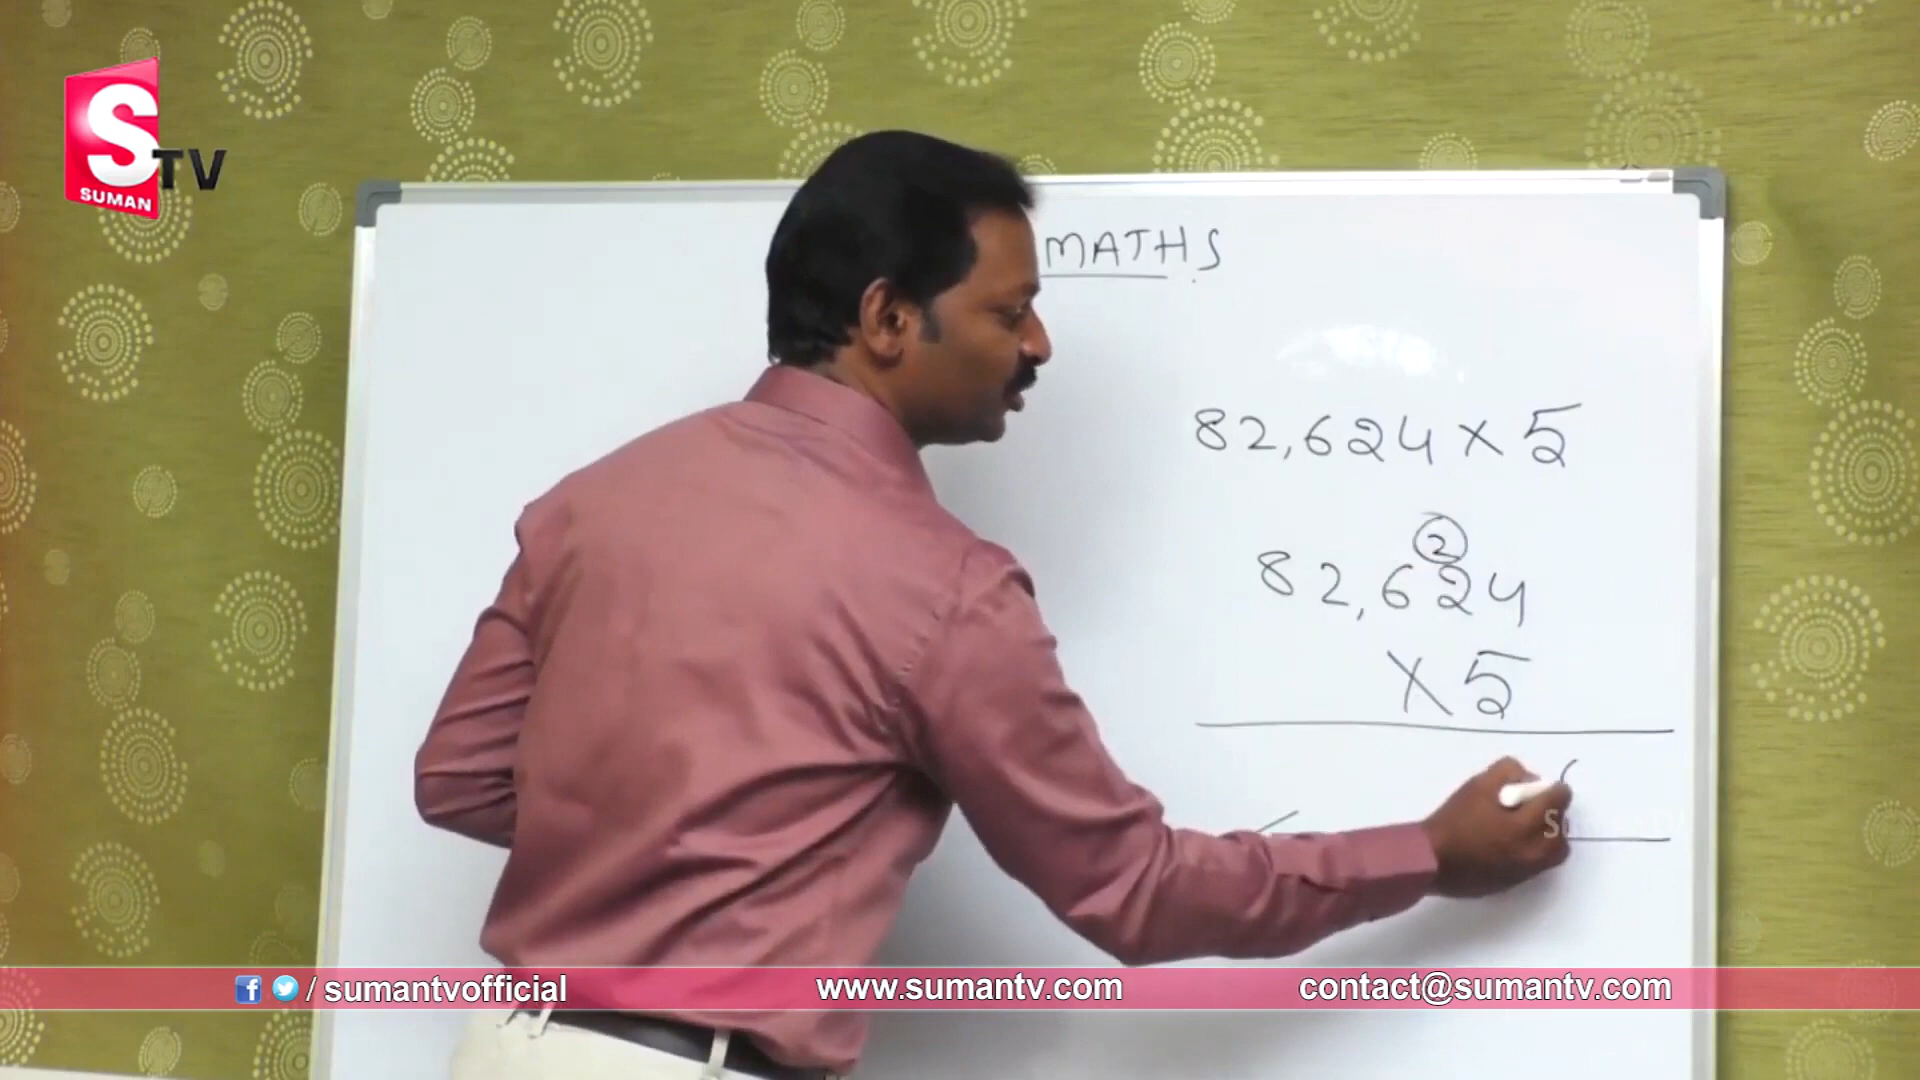 S TV
SUMAN
MATHS
82,624 × 5
2
82,624
× 5
/ sumantvofficial
www.sumantv.com
contact@sumantv.com